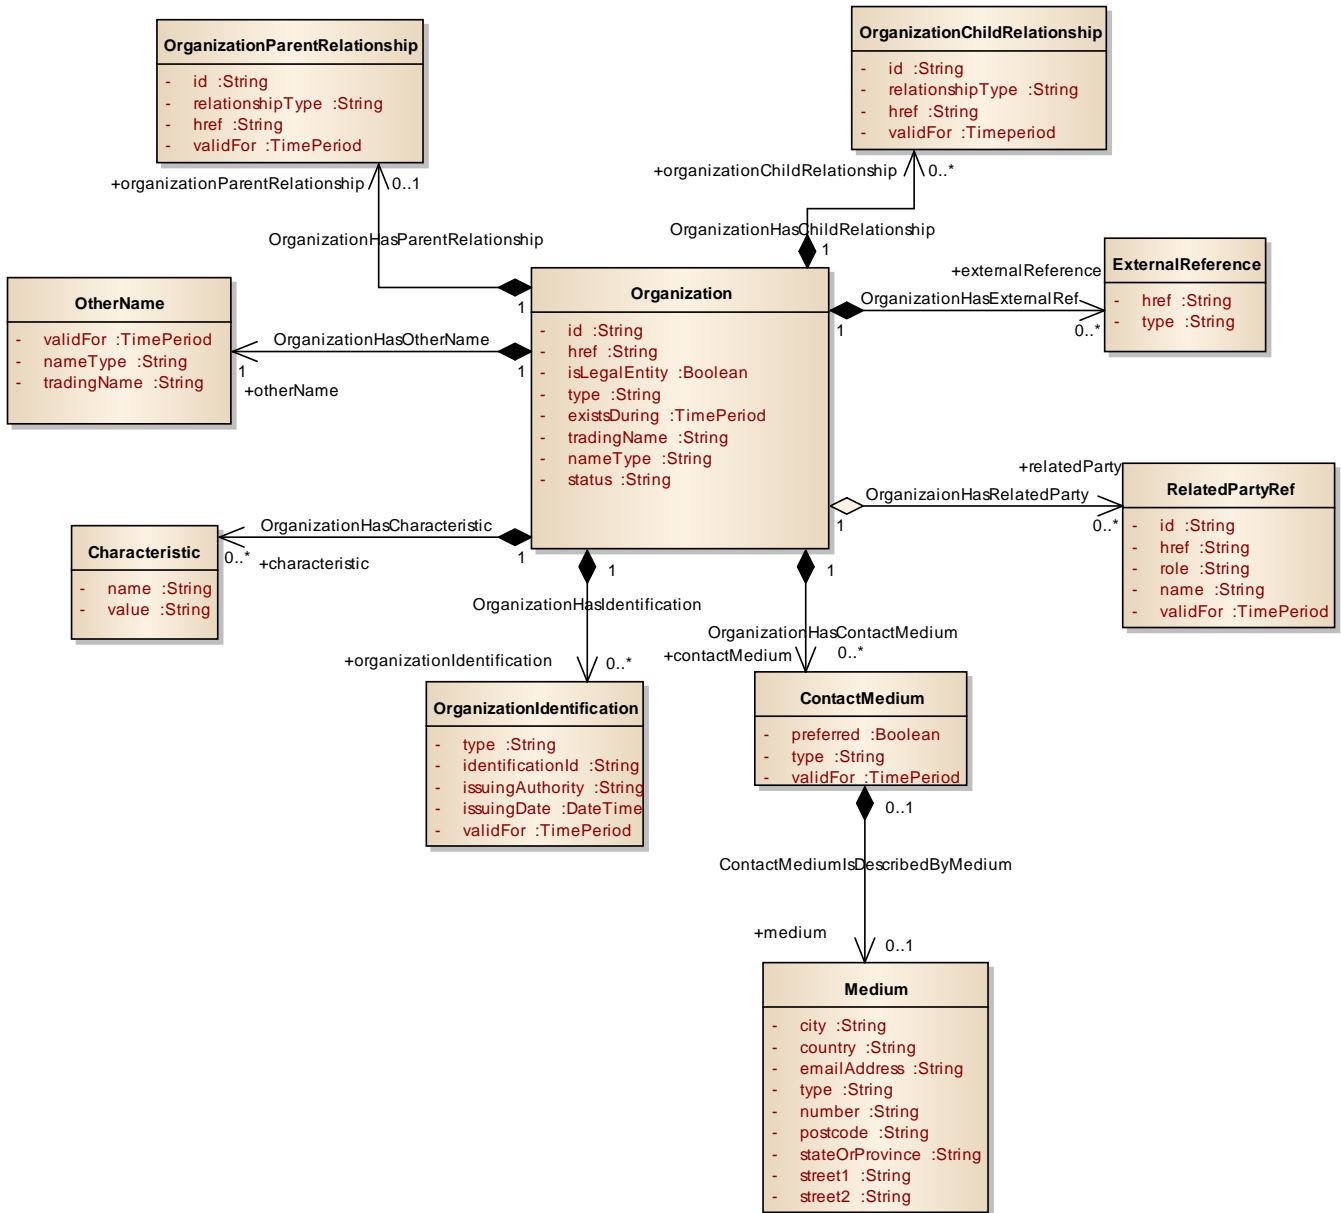 OrganizationParentRelationship
- id :String
- relationshipType :String
- href :String
- validFor :TimePeriod
OrganizationChildRelationship
- id :String
- relationshipType :String
- href :String
- validFor :Timeperiod
+organizationParentRelationship
0..1
+organizationChildRelationship
0..*
OrganizationHasParentRelationship
1
OrganizationHasChildRelationship
1
OtherName
- validFor :TimePeriod
- nameType :String
- tradingName :String
OrganizationHasOtherName
1
1
+otherName
Organization
- id :String
- href :String
- isLegalEntity :Boolean
- type :String
- existsDuring :TimePeriod
- tradingName :String
- nameType :String
- status :String
+externalReference
OrganizationHasExternalRef
1
0..*
ExternalReference
- href :String
- type :String
+relatedParty
OrganizaionHasRelatedParty
1
0..*
RelatedPartyRef
- id :String
- href :String
- role :String
- name :String
- validFor :TimePeriod
OrganizationHasCharacteristic
0..*
1
+characteristic
Characteristic
- name :String
- value :String
1
OrganizationHasIdentification
+organizationIdentification
0..*
OrganizationIdentification
- type :String
- identificationId :String
- issuingAuthority :String
- issuingDate :DateTime
- validFor :TimePeriod
1
OrganizationHasContactMedium
+contactMedium
0..*
ContactMedium
- preferred :Boolean
- type :String
- validFor :TimePeriod
0..1
ContactMediumIsDescribedByMedium
+medium
0..1
Medium
- city :String
- country :String
- emailAddress :String
- type :String
- number :String
- postcode :String
- stateOrProvince :String
- street1 :String
- street2 :String